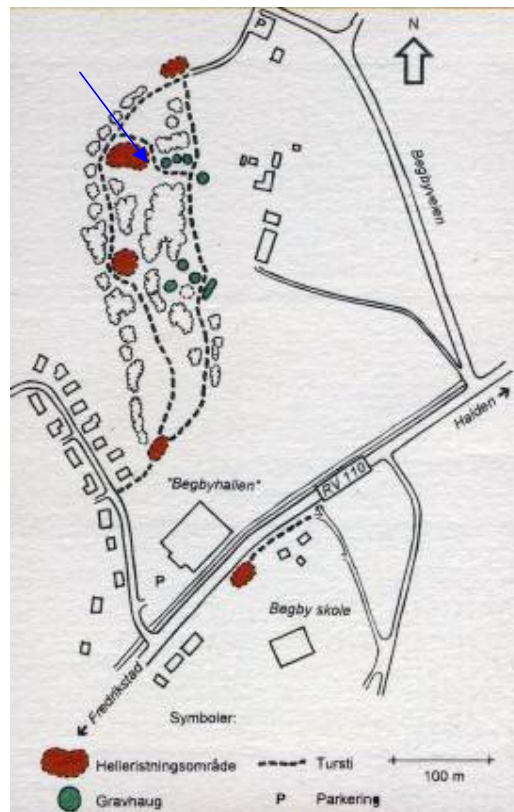 P
N
Begbyveien
Halden
"Begbyhallen"
RV 110
P
Begby skole
Fredrikstad
Symboler:
Helleristningsområde
Tursti
100 m
Gravhaug
P Parkering